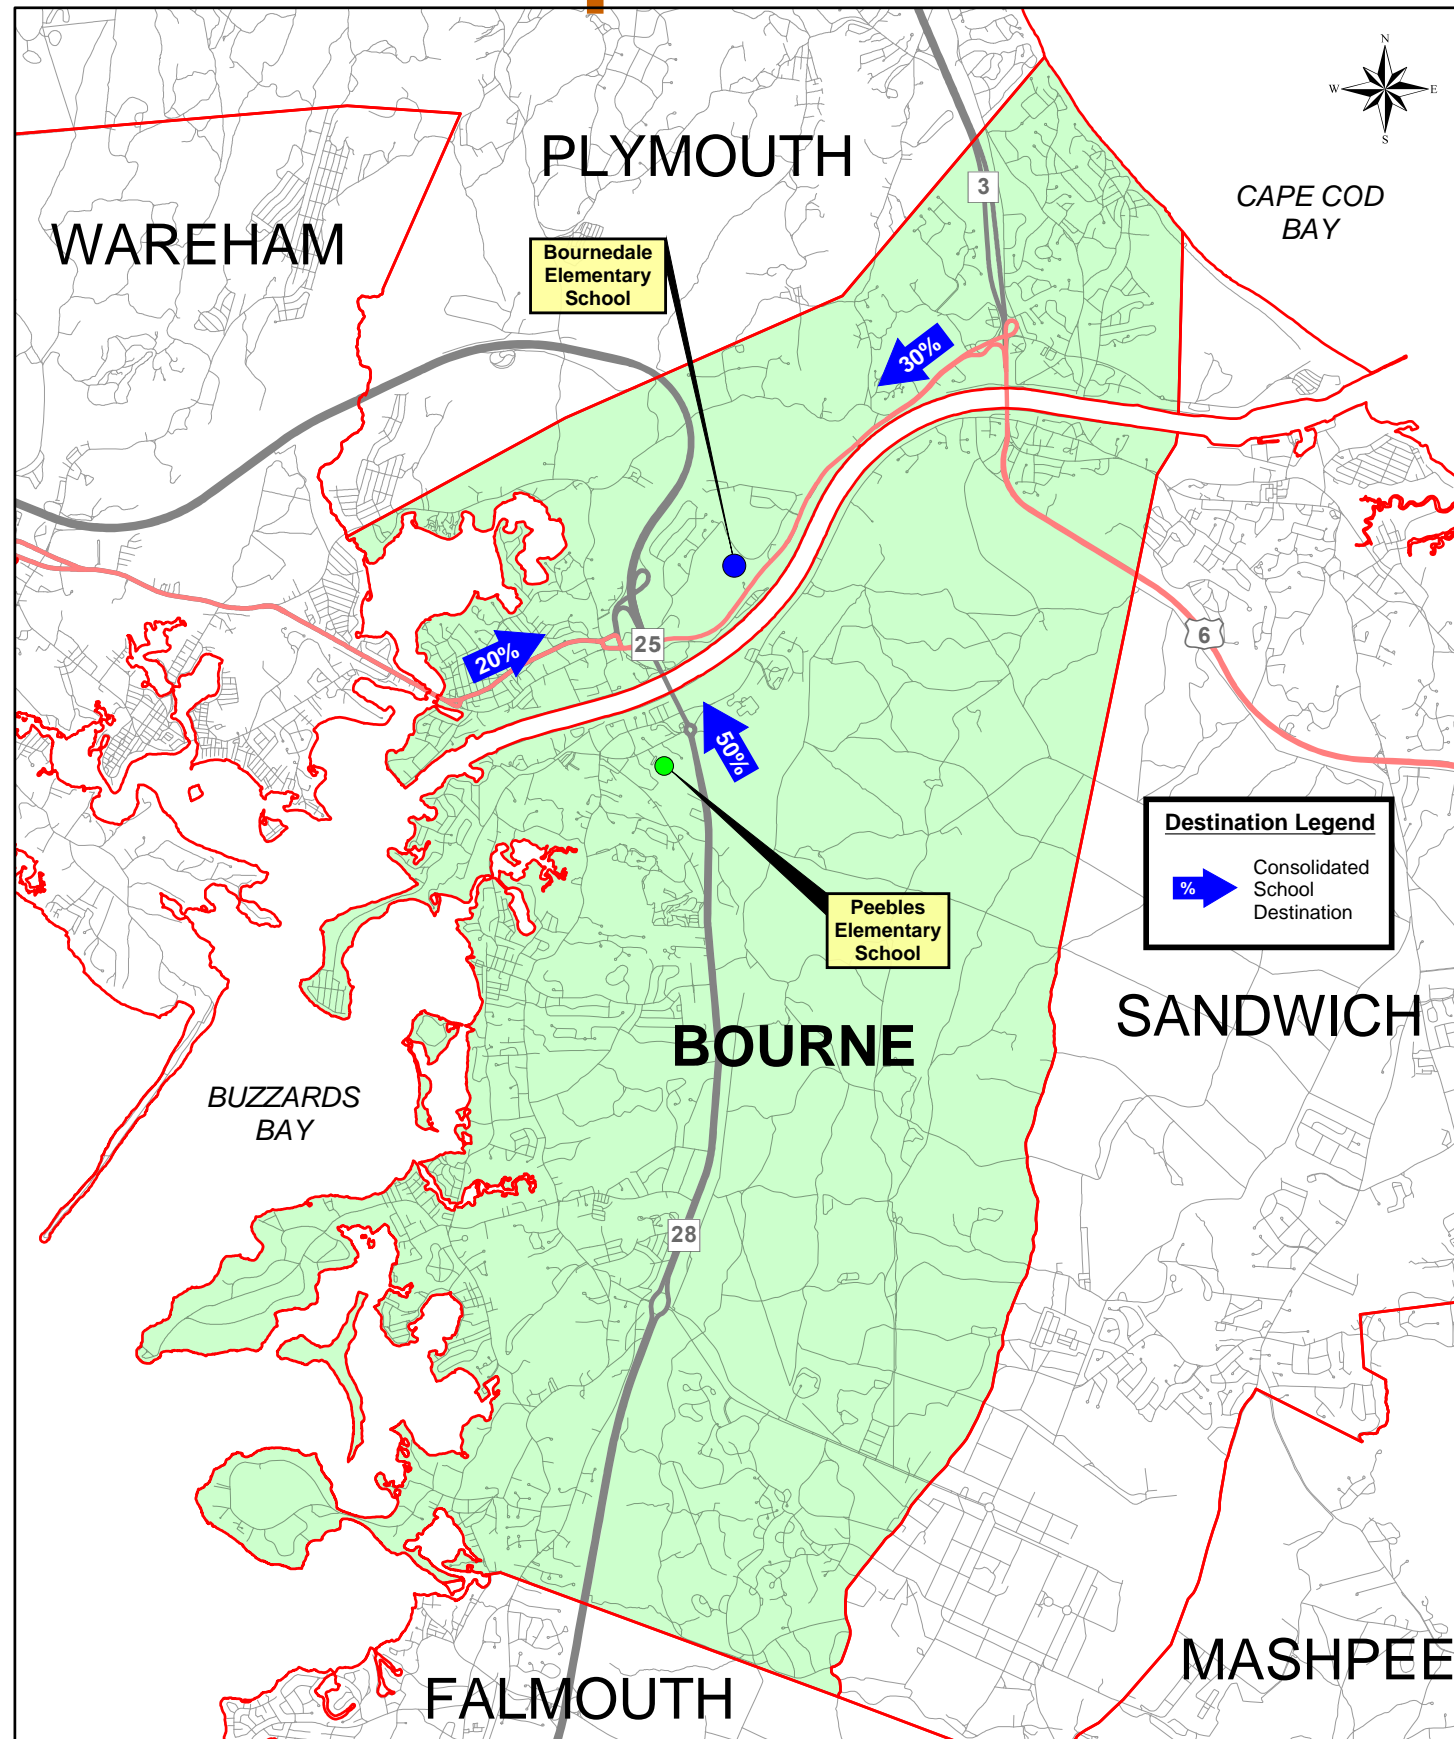 N
W
E
S
PLYMOUTH
3
CAPE COD
BAY
WAREHAM
Bournedale
Elementary
School
30%
20%
25
6
50%
Destination Legend
%
Consolidated
School
Destination
Peebles
Elementary
School
SANDWICH
BOURNE
BUZZARDS
BAY
28
MASHPEE
FALMOUTH